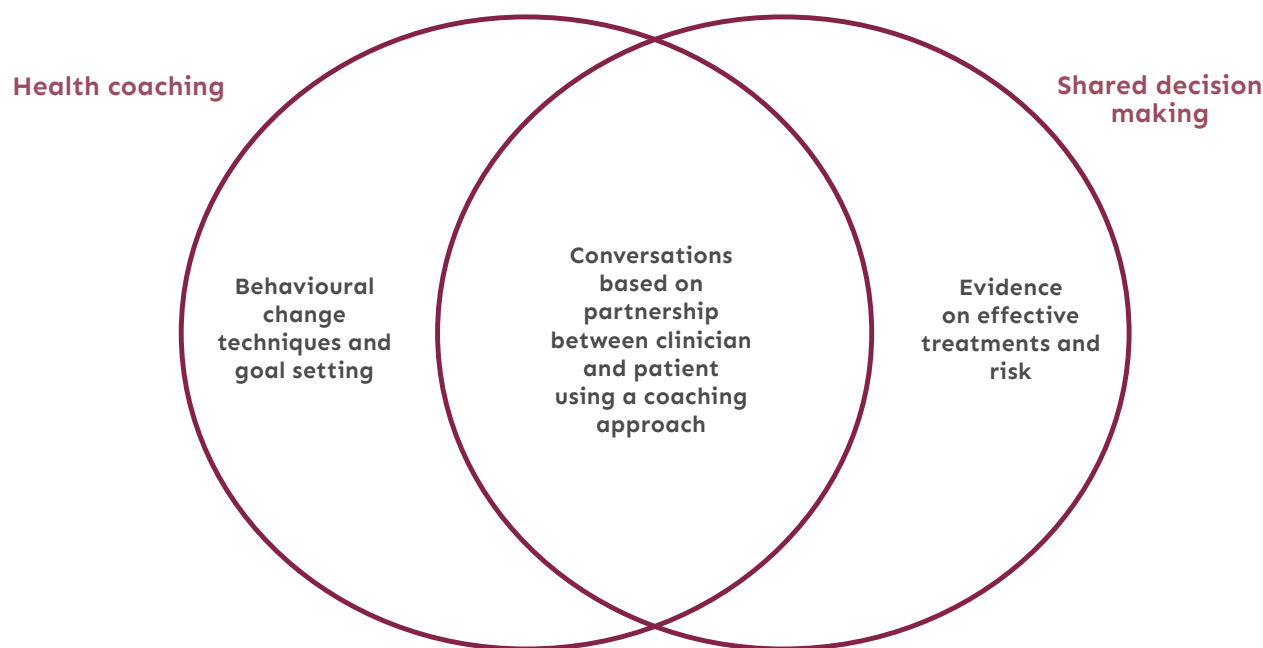 Health coaching
Shared decision
making
Behavioural
change
techniques and
goal setting
Conversations
based on
partnership
between clinician
and patient
using a coaching
approach
Evidence
on effective
treatments and
risk